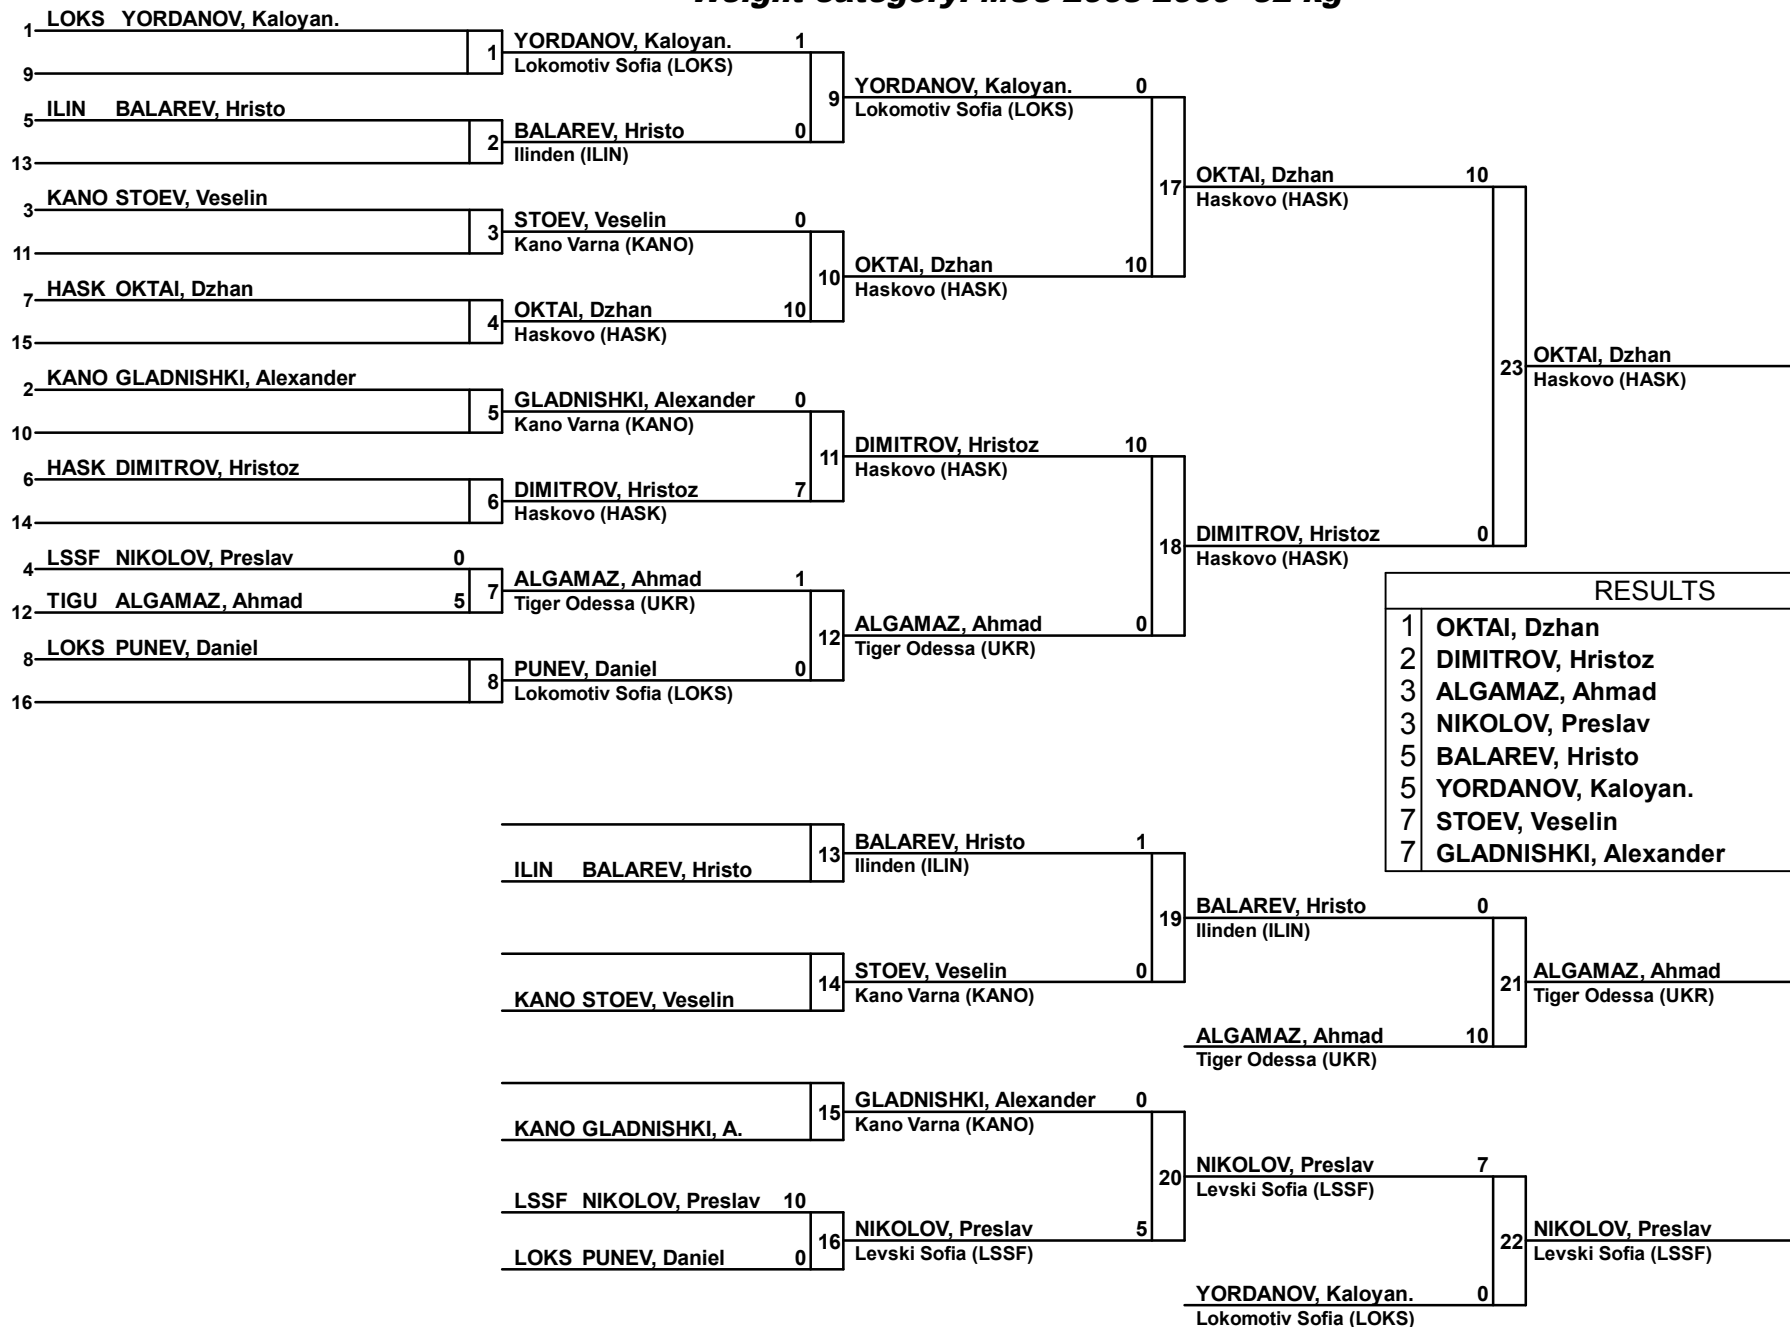 1 LOKS YORDANOV, Kaloyan.
9
1 YORDANOV, Kaloyan. 1
Lokomotiv Sofia (LOKS)
5 ILIN BALAREV, Hristo
13
2 BALAREV, Hristo 0
Ilinden (ILIN)
3 KANO STOEV, Veselin
11
3 STOEV, Veselin 0
Kano Varna (KANO)
7 HASK OKTAI, Dzhan
15
4 OKTAI, Dzhan 10
Haskovo (HASK)
2 KANO GLADNISHKI, Alexander
10
5 GLADNISHKI, Alexander 0
Kano Varna (KANO)
6 HASK DIMITROV, Hristoz
14
6 DIMITROV, Hristoz 7
Haskovo (HASK)
4 LSSF NIKOLOV, Preslav 0
12 TIGU ALGAMAZ, Ahmad 5
7 ALGAMAZ, Ahmad 1
Tiger Odessa (UKR)
8 LOKS PUNEV, Daniel
16
8 PUNEV, Daniel 0
Lokomotiv Sofia (LOKS)
9 YORDANOV, Kaloyan. 0
Lokomotiv Sofia (LOKS)
10 OKTAI, Dzhan 10
Haskovo (HASK)
11 DIMITROV, Hristoz 10
Haskovo (HASK)
12 ALGAMAZ, Ahmad 0
Tiger Odessa (UKR)
17 OKTAI, Dzhan 10
Haskovo (HASK)
18 DIMITROV, Hristoz 0
Haskovo (HASK)
23 OKTAI, Dzhan
Haskovo (HASK)
RESULTS
1 OKTAI, Dzhan
2 DIMITROV, Hristoz
3 ALGAMAZ, Ahmad
3 NIKOLOV, Preslav
5 BALAREV, Hristo
5 YORDANOV, Kaloyan.
7 STOEV, Veselin
7 GLADNISHKI, Alexander
ILIN BALAREV, Hristo
13 BALAREV, Hristo 1
Ilinden (ILIN)
KANO STOEV, Veselin
14 STOEV, Veselin 0
Kano Varna (KANO)
KANO GLADNISHKI, A.
15 GLADNISHKI, Alexander 0
Kano Varna (KANO)
LSSF NIKOLOV, Preslav 10
LOKS PUNEV, Daniel 0
16 NIKOLOV, Preslav 5
Levski Sofia (LSSF)
19 BALAREV, Hristo 0
Ilinden (ILIN)
ALGAMAZ, Ahmad 10
Tiger Odessa (UKR)
20 NIKOLOV, Preslav 7
Levski Sofia (LSSF)
YORDANOV, Kaloyan. 0
Lokomotiv Sofia (LOKS)
21 ALGAMAZ, Ahmad
Tiger Odessa (UKR)
22 NIKOLOV, Preslav
Levski Sofia (LSSF)